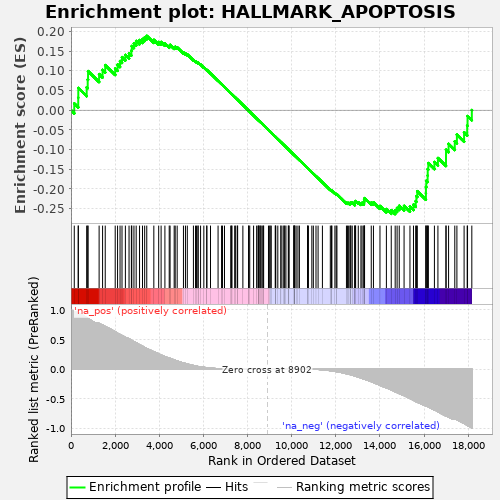 Enrichment plot: HALLMARK_APOPTOSIS
Enrichment score (ES)
0.20
0.15
0.10
0.05
0.00
-0.05
-0.10
-0.15
-0.20
-0.25
Ranked list metric (PreRanked)
1.0
0.5
0.0
-0.5
-1.0
'na_pos' (positively correlated)
Zero cross at 8902
'na_neg' (negatively correlated)
0 2,000 4,000 6,000 8,000 10,000 12,000 14,000 16,000 18,000
Rank in Ordered Dataset
Enrichment profile Hits Ranking metric scores